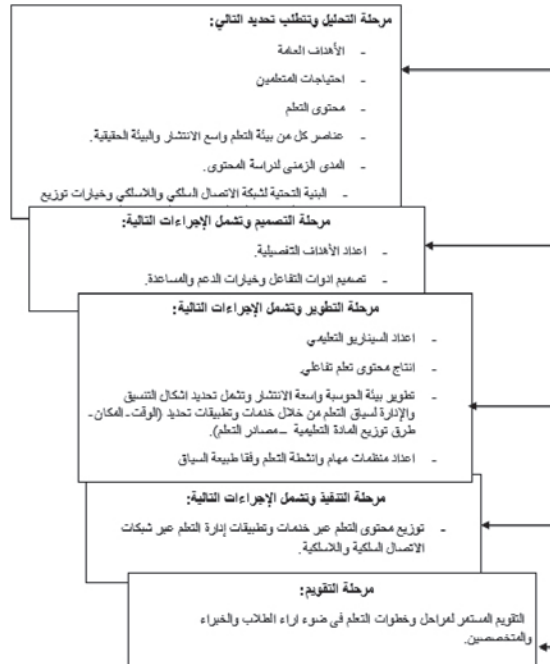 مرحلة التحليل وتتطلب تحديد التالي:
- الأهداف العامة
- احتياجات المتعلمين
- محتوى التعلم
- عناصر كل من بيئة التعلم واسع الانتشار والبيئة الحقيقية.
- المدى الزمنى لدراسة المحتوى.
- البنية التحتية لشبكة الاتصال السلكي واللاسلكي وخيارات توزيع
مرحلة التصميم وتشمل الإجراءات التالية:
- اعداد الأهداف التفصيلية.
- تصميم ادوات التفاعل وخيارات الدعم والمساعدة.
مرحلة التطوير وتشمل الإجراءات التالية:
- اعداد السيناريو التعليمي
- انتاج محتوى تعلم تفاعلي
- تطوير بيئة الحوسبة واسعة الانتشار وتشمل تحديد اشكال التنسيق
والإدارة لسياق التعلم من خلال خدمات وتطبيقات تحديد (الوقت - المكان -
طرق توزيع المادة التعليمية – مصادر التعلم).
- اعداد منظمات مهام وانشطة التعلم وفقا طبيعة السياق
مرحلة التنفيذ وتشمل الإجراءات التالية:
- توزيع محتوى التعلم عبر خدمات وتطبيقات إدارة التعلم عبر شبكات
الاتصال السلكية واللاسلكية.
مرحلة التقويم:
التقويم المستمر لمراحل وخطوات التعلم فى ضوء اراء الطلاب والخبراء
والمتخصصين.